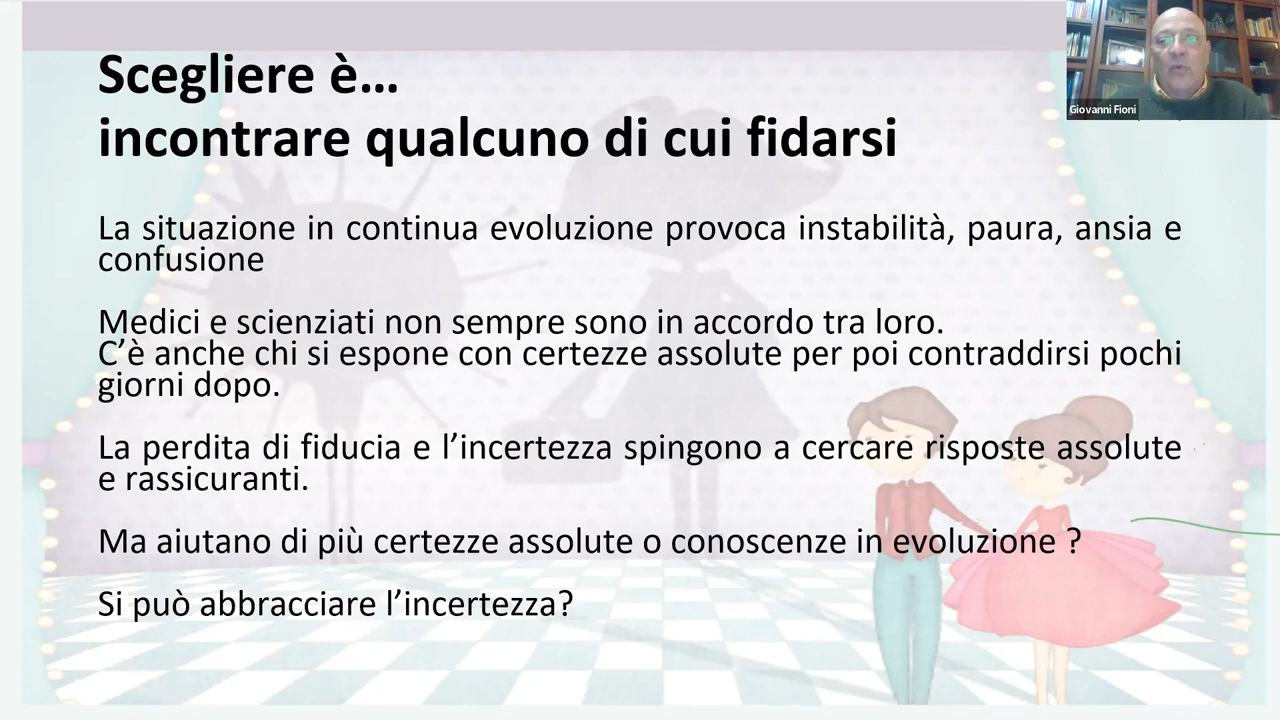 Scegliere è...
incontrare qualcuno di cui fidarsi
Giovanni Fioni
La situazione in continua evoluzione provoca instabilità, paura, ansia e
confusione
Medici e scienziati non sempre sono in accordo tra loro.
C’è anche chi si espone con certezze assolute per poi contraddirsi pochi
giorni dopo.
La perdita di fiducia e l’incertezza spingono a cercare risposte assolute
e rassicuranti.
Ma aiutano di più certezze assolute o conoscenze in evoluzione ?
Si può abbracciare l’incertezza?